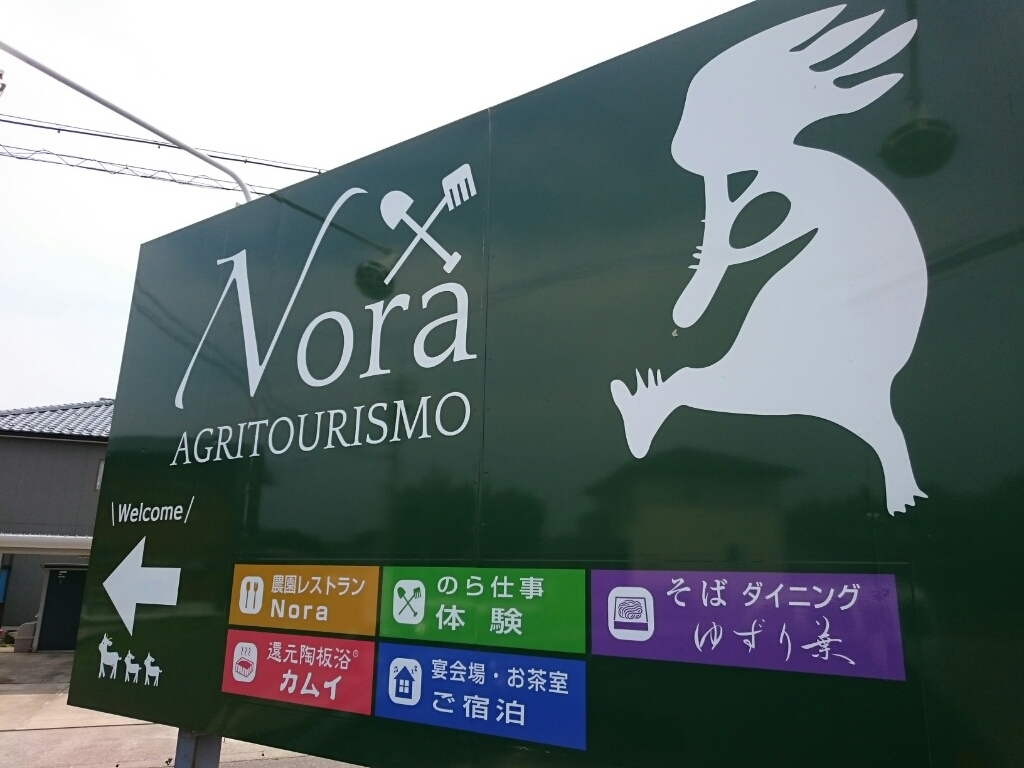 Nora
AGRITOURISMO
\Welcome/
農園レストラン
Nora
のら仕事
体験
そば ダイニング
ゆずり葉
還元陶板浴®
カムイ
宴会場・お茶室
ご宿泊